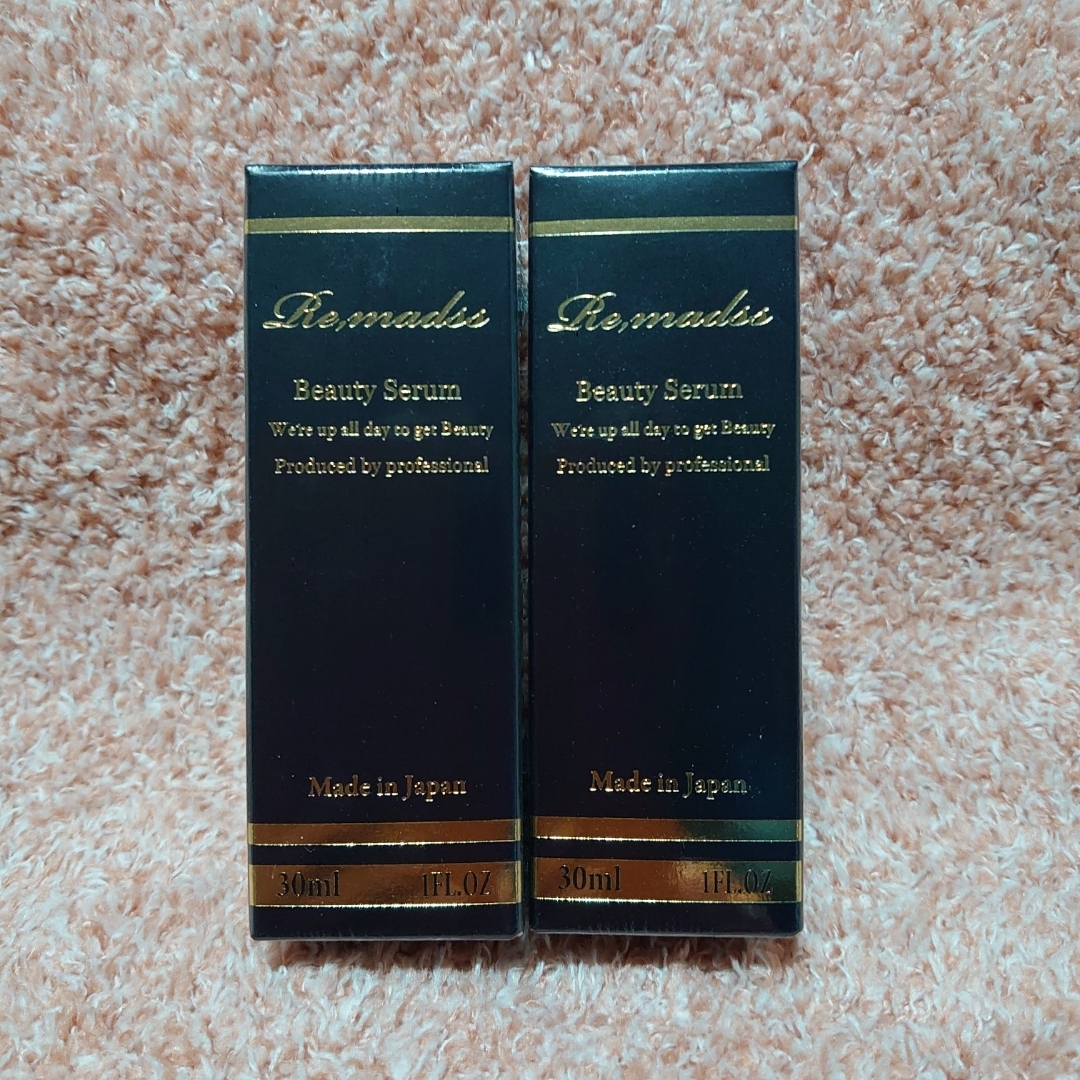 Re,madss
Beauty Serum
We're up all day to get Beauty
Produced by professional
Made in Japan
30ml 1FL.OZ
Re,madss
Beauty Serum
We're up all day to get Beauty
Produced by professional
Made in Japan
30ml 1FL.OZ